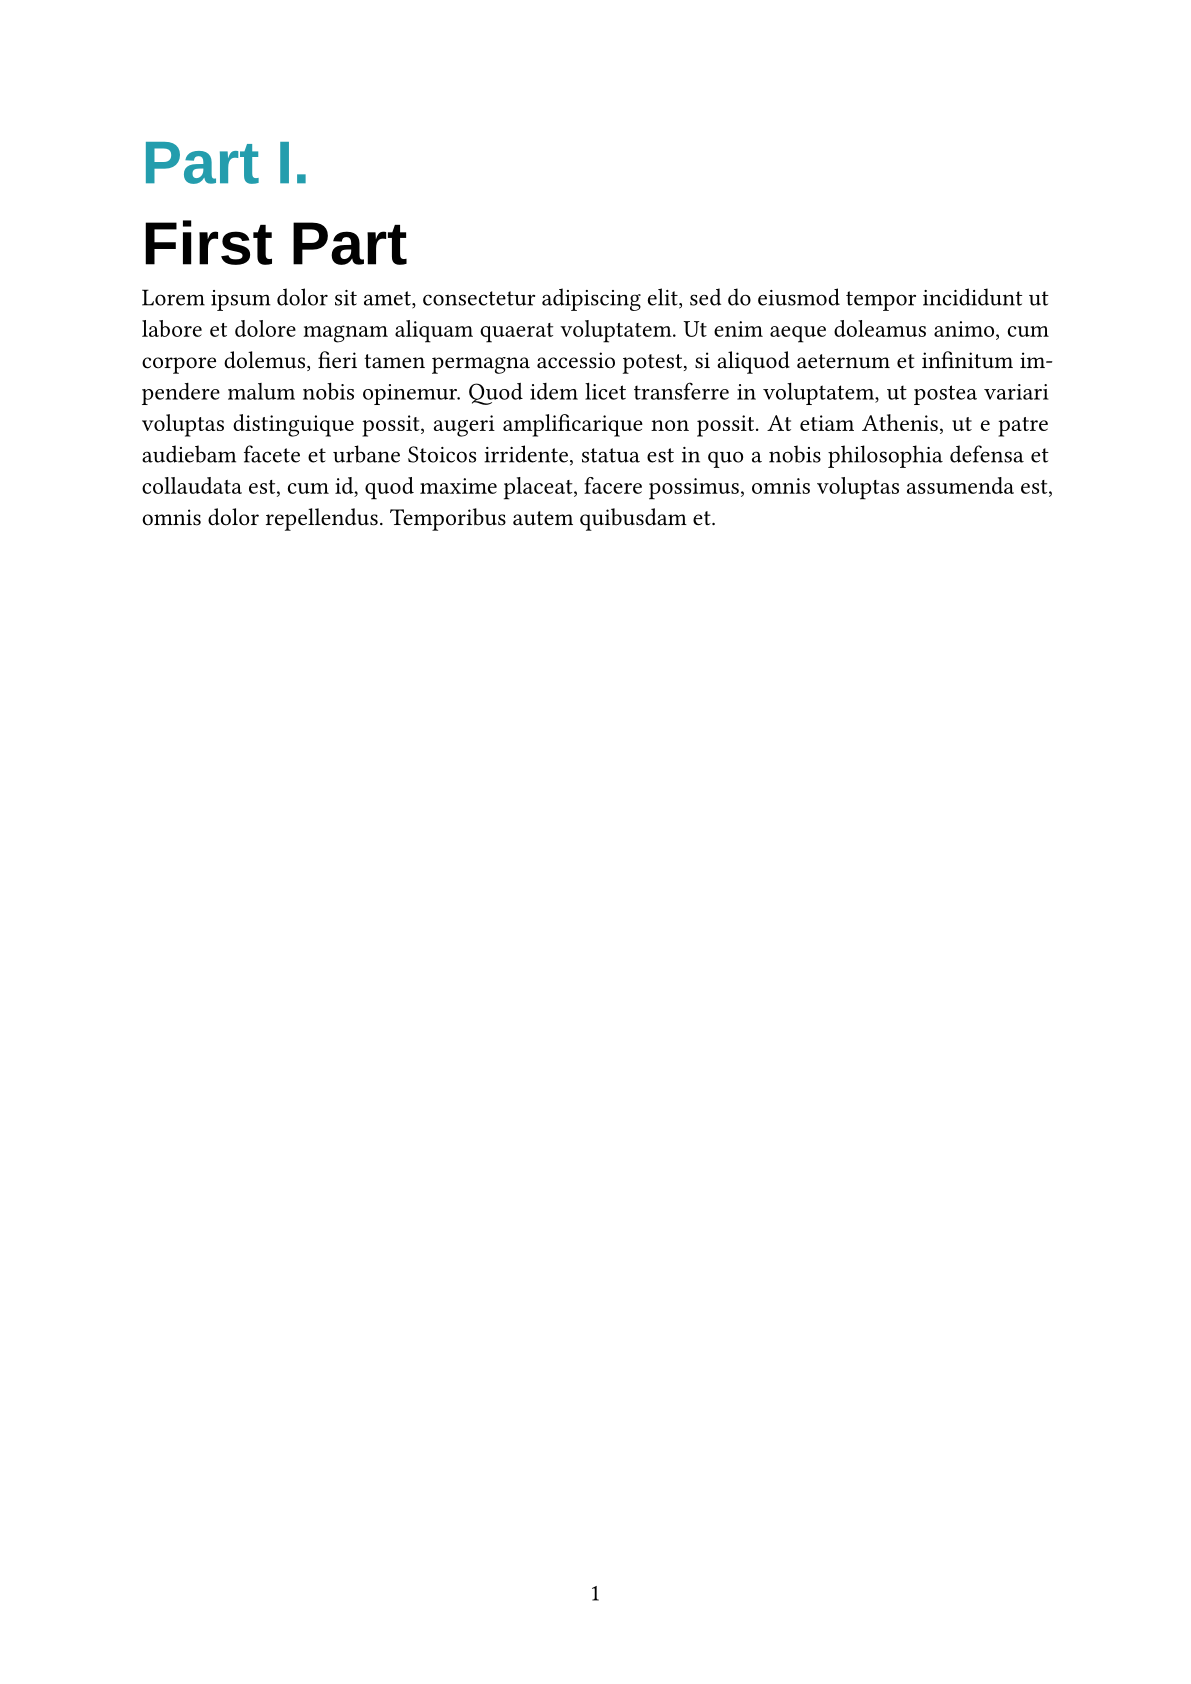 Part I.
First Part
Lorem ipsum dolor sit amet, consectetur adipiscing elit, sed do eiusmod tempor incididunt ut
labore et dolore magnam aliquam quaerat voluptatem. Ut enim aeque doleamus animo, cum
corpore dolemus, fieri tamen permagna accessio potest, si aliquod aeternum et infinitum im-
pendere malum nobis opinemur. Quod idem licet transferre in voluptatem, ut postea variari
voluptas distinguique possit, augeri amplificarique non possit. At etiam Athenis, ut e patre
audiebam facete et urbane Stoicos irridente, statua est in quo a nobis philosophia defensa et
collaudata est, cum id, quod maxime placeat, facere possimus, omnis voluptas assumenda est,
omnis dolor repellendus. Temporibus autem quibusdam et.
1